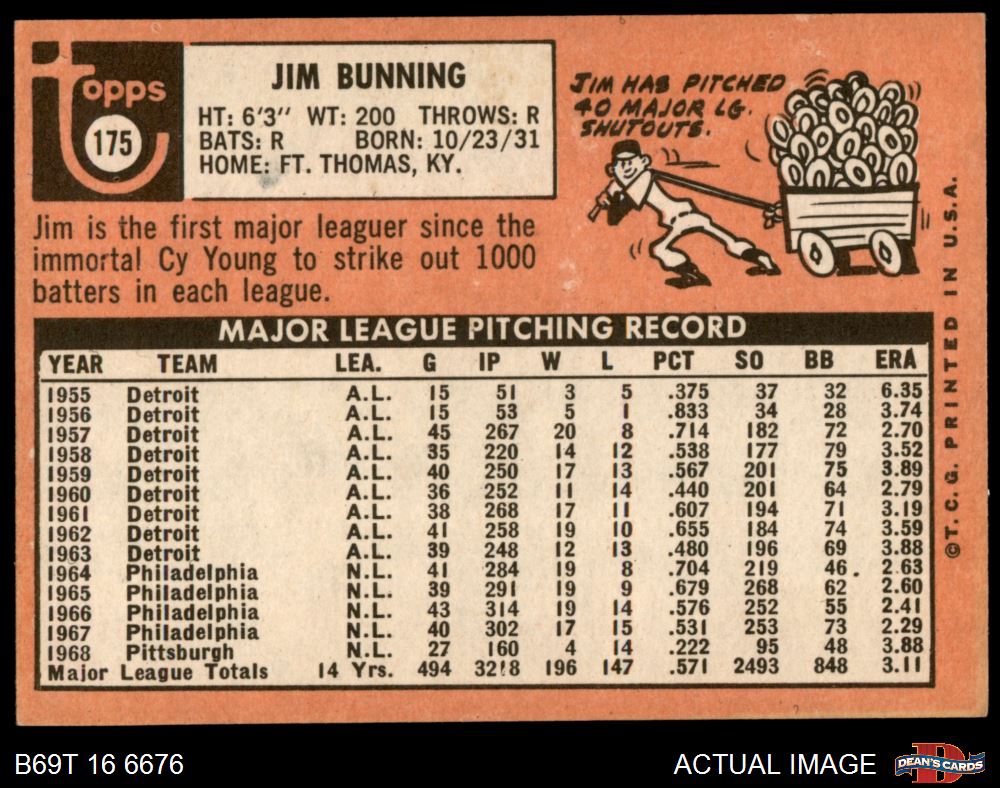 topps
175
JIM BUNNING
HT: 6'3" WT: 200 THROWS: R
BATS: R BORN: 10/23/31
HOME: FT. THOMAS, KY.
JIM HAS PITCHED
40 MAJOR LG.
SHUTOUTS.
Jim is the first major leaguer since the
immortal Cy Young to strike out 1000
batters in each league.
MAJOR LEAGUE PITCHING RECORD
YEAR TEAM LEA. G IP W L PCT SO BB ERA
1955 Detroit A.L. 15 51 3 5 .375 37 32 6.35
1956 Detroit A.L. 15 53 5 1 .833 34 28 3.74
1957 Detroit A.L. 45 267 20 8 .714 182 72 2.70
1958 Detroit A.L. 35 220 14 12 .538 177 79 3.52
1959 Detroit A.L. 40 250 17 13 .567 201 75 3.89
1960 Detroit A.L. 36 252 11 14 .440 201 64 2.79
1961 Detroit A.L. 38 268 17 11 .607 194 71 3.19
1962 Detroit A.L. 41 258 19 10 .655 184 74 3.59
1963 Detroit A.L. 39 248 12 13 .480 196 69 3.88
1964 Philadelphia N.L. 41 284 19 8 .704 219 46 2.63
1965 Philadelphia N.L. 39 291 19 9 .679 268 62 2.60
1966 Philadelphia N.L. 43 314 19 14 .576 252 55 2.41
1967 Philadelphia N.L. 40 302 17 15 .531 253 73 2.29
1968 Pittsburgh N.L. 27 160 4 14 .222 95 48 3.88
Major League Totals 14 Yrs. 494 3218 196 147 .571 2493 848 3.11
©T.C.G. PRINTED IN U.S.A.
B69T 16 6676
ACTUAL IMAGE
DEAN'S CARDS